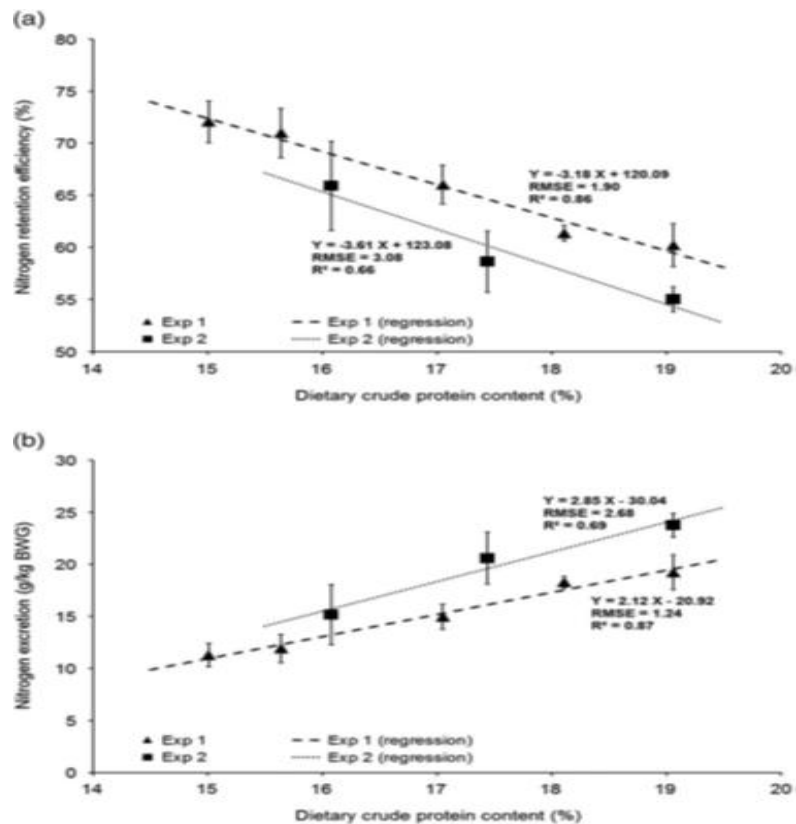 (a)
80
75
70
65
60
55
50
Nitrogen retention efficiency (%)
Y = -3.18 X + 120.09
RMSE = 1.90
R² = 0.86
Y = -3.61 X + 123.08
RMSE = 3.08
R² = 0.66
Exp 1 Exp 1 (regression)
Exp 2 Exp 2 (regression)
14 15 16 17 18 19 20
Dietary crude protein content (%)
(b)
30
25
20
15
10
5
0
Nitrogen excretion (g/kg BWG)
Y = 2.85 X - 30.04
RMSE = 2.68
R² = 0.69
Y = 2.12 X - 20.92
RMSE = 1.24
R² = 0.87
Exp 1 Exp 1 (regression)
Exp 2 Exp 2 (regression)
14 15 16 17 18 19 20
Dietary crude protein content (%)